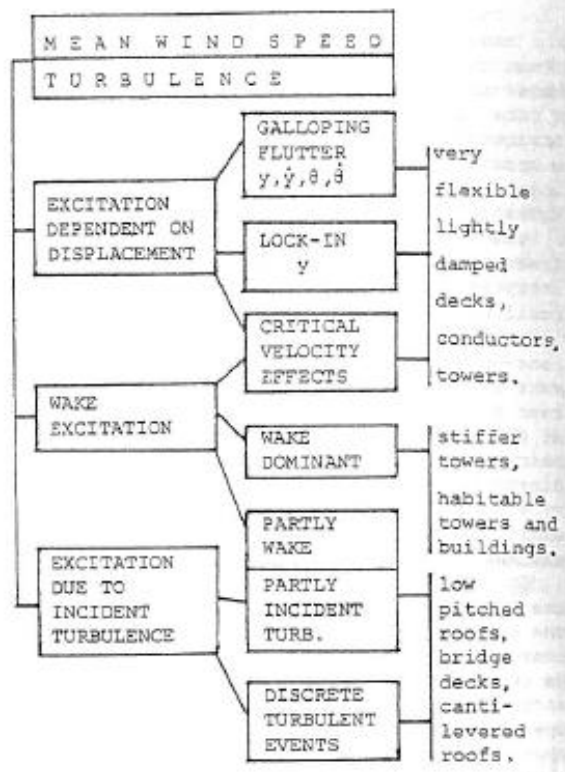 MEAN WIND SPEED
TURBULENCE
GALLOPING
FLUTTER
y,ẏ,θ,θ̇
EXCITATION
DEPENDENT ON
DISPLACEMENT
LOCK-IN
y
CRITICAL
VELOCITY
EFFECTS
very
flexible
lightly
damped
decks,
conductors,
towers.
WAKE
EXCITATION
WAKE
DOMINANT
stiffer
towers,
habitable
towers and
buildings.
PARTLY
WAKE
EXCITATION
DUE TO
INCIDENT
TURBULENCE
PARTLY
INCIDENT
TURB.
DISCRETE
TURBULENT
EVENTS
low
pitched
roofs,
bridge
decks,
canti-
levered
roofs.